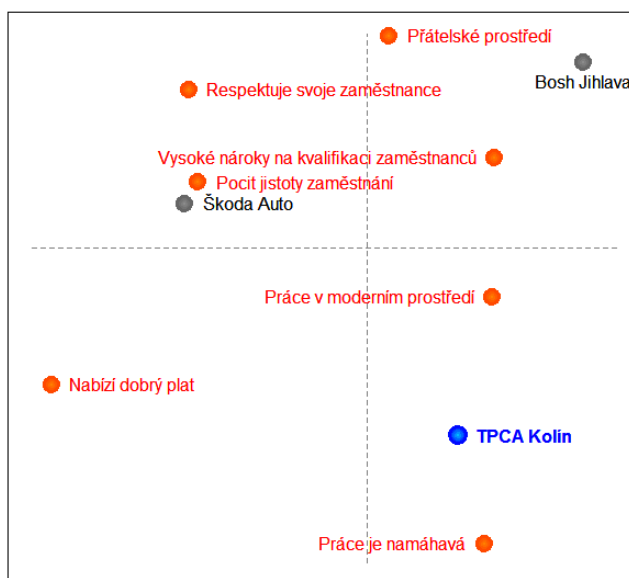 Přátelské prostředí
Bosh Jihlava
Respektuje svoje zaměstnance
Vysoké nároky na kvalifikaci zaměstnanců
Pocit jistoty zaměstnání
Škoda Auto
Práce v moderním prostředí
Nabízí dobrý plat
TPCA Kolín
Práce je namáhavá